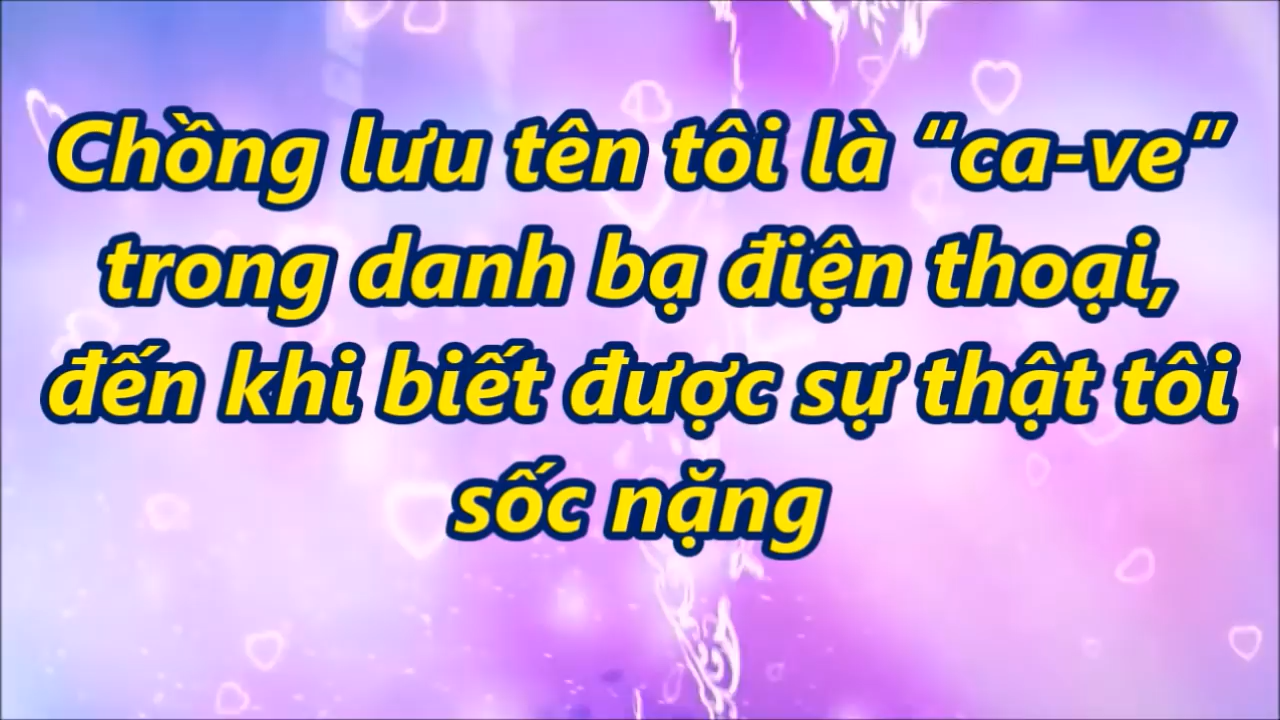 Chồng lưu tên tôi là “ca-ve”
trong danh bạ điện thoại,
đến khi biết được sự thật tôi
sốc nặng